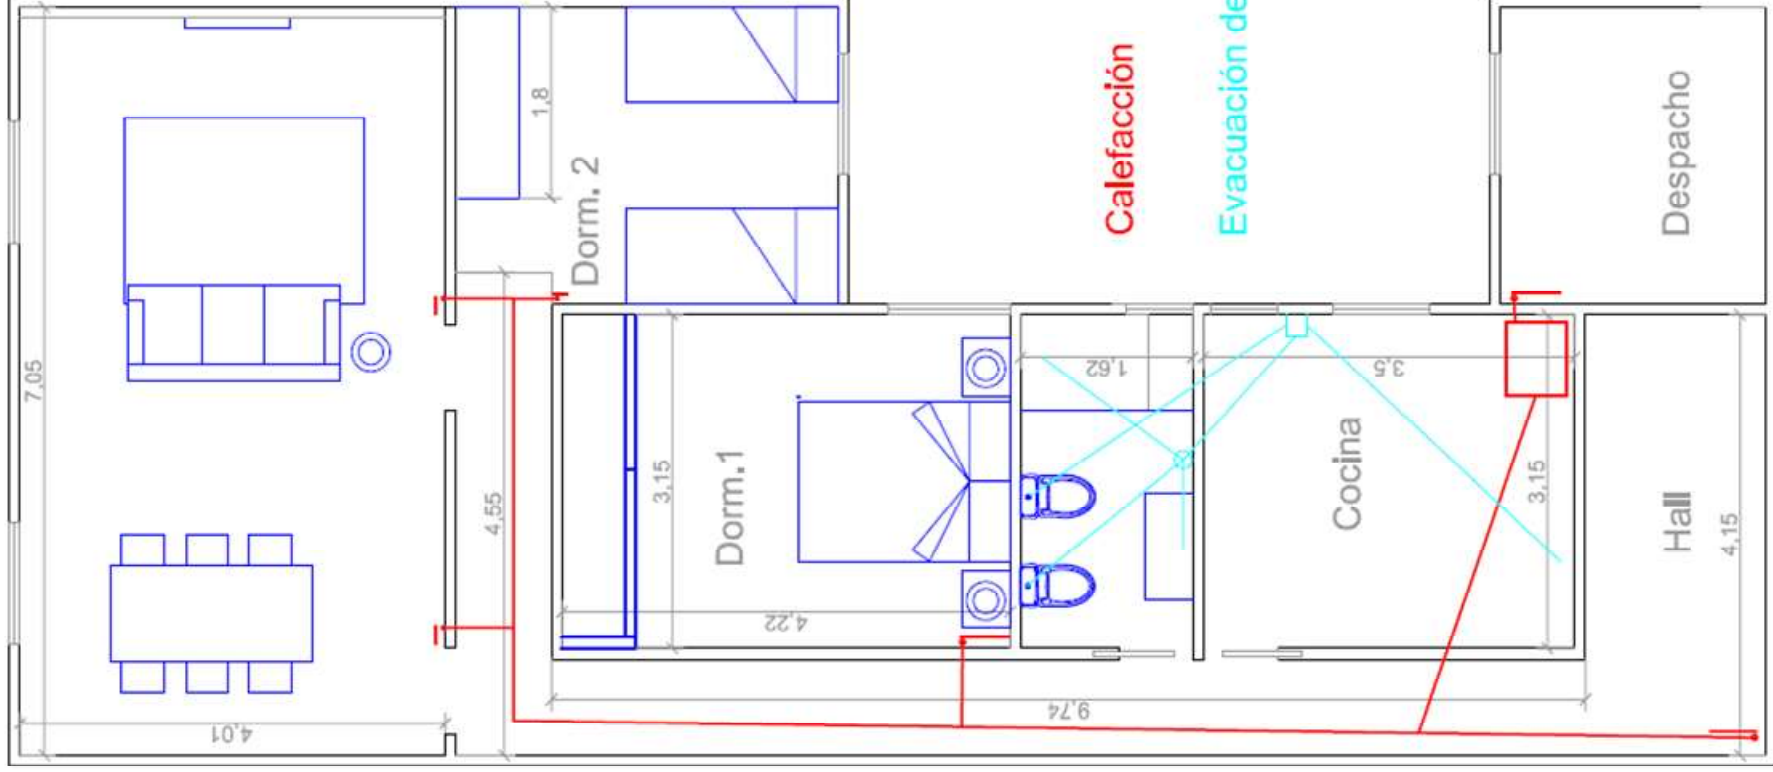 7,05
4,01
4,55
1,8
Dorm. 2
Dorm.1
3,15
4,22
9,74
1,62
3,5
Cocina
3,15
Hall
4,15
Despacho
Calefacción
Evacuación de